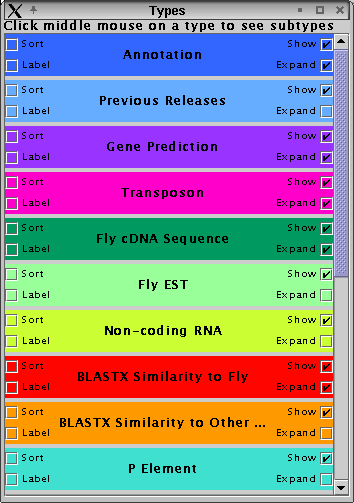 Types
Click middle mouse on a type to see subtypes
Sort Show
Annotation
Label Expand
Sort Show
Previous Releases
Label Expand
Sort Show
Gene Prediction
Label Expand
Sort Show
Transposon
Label Expand
Sort Show
Fly cDNA Sequence
Label Expand
Sort Show
Fly EST
Label Expand
Sort Show
Non-coding RNA
Label Expand
Sort Show
BLASTX Similarity to Fly
Label Expand
Sort Show
BLASTX Similarity to Other ...
Label Expand
Sort Show
P Element
Label Expand